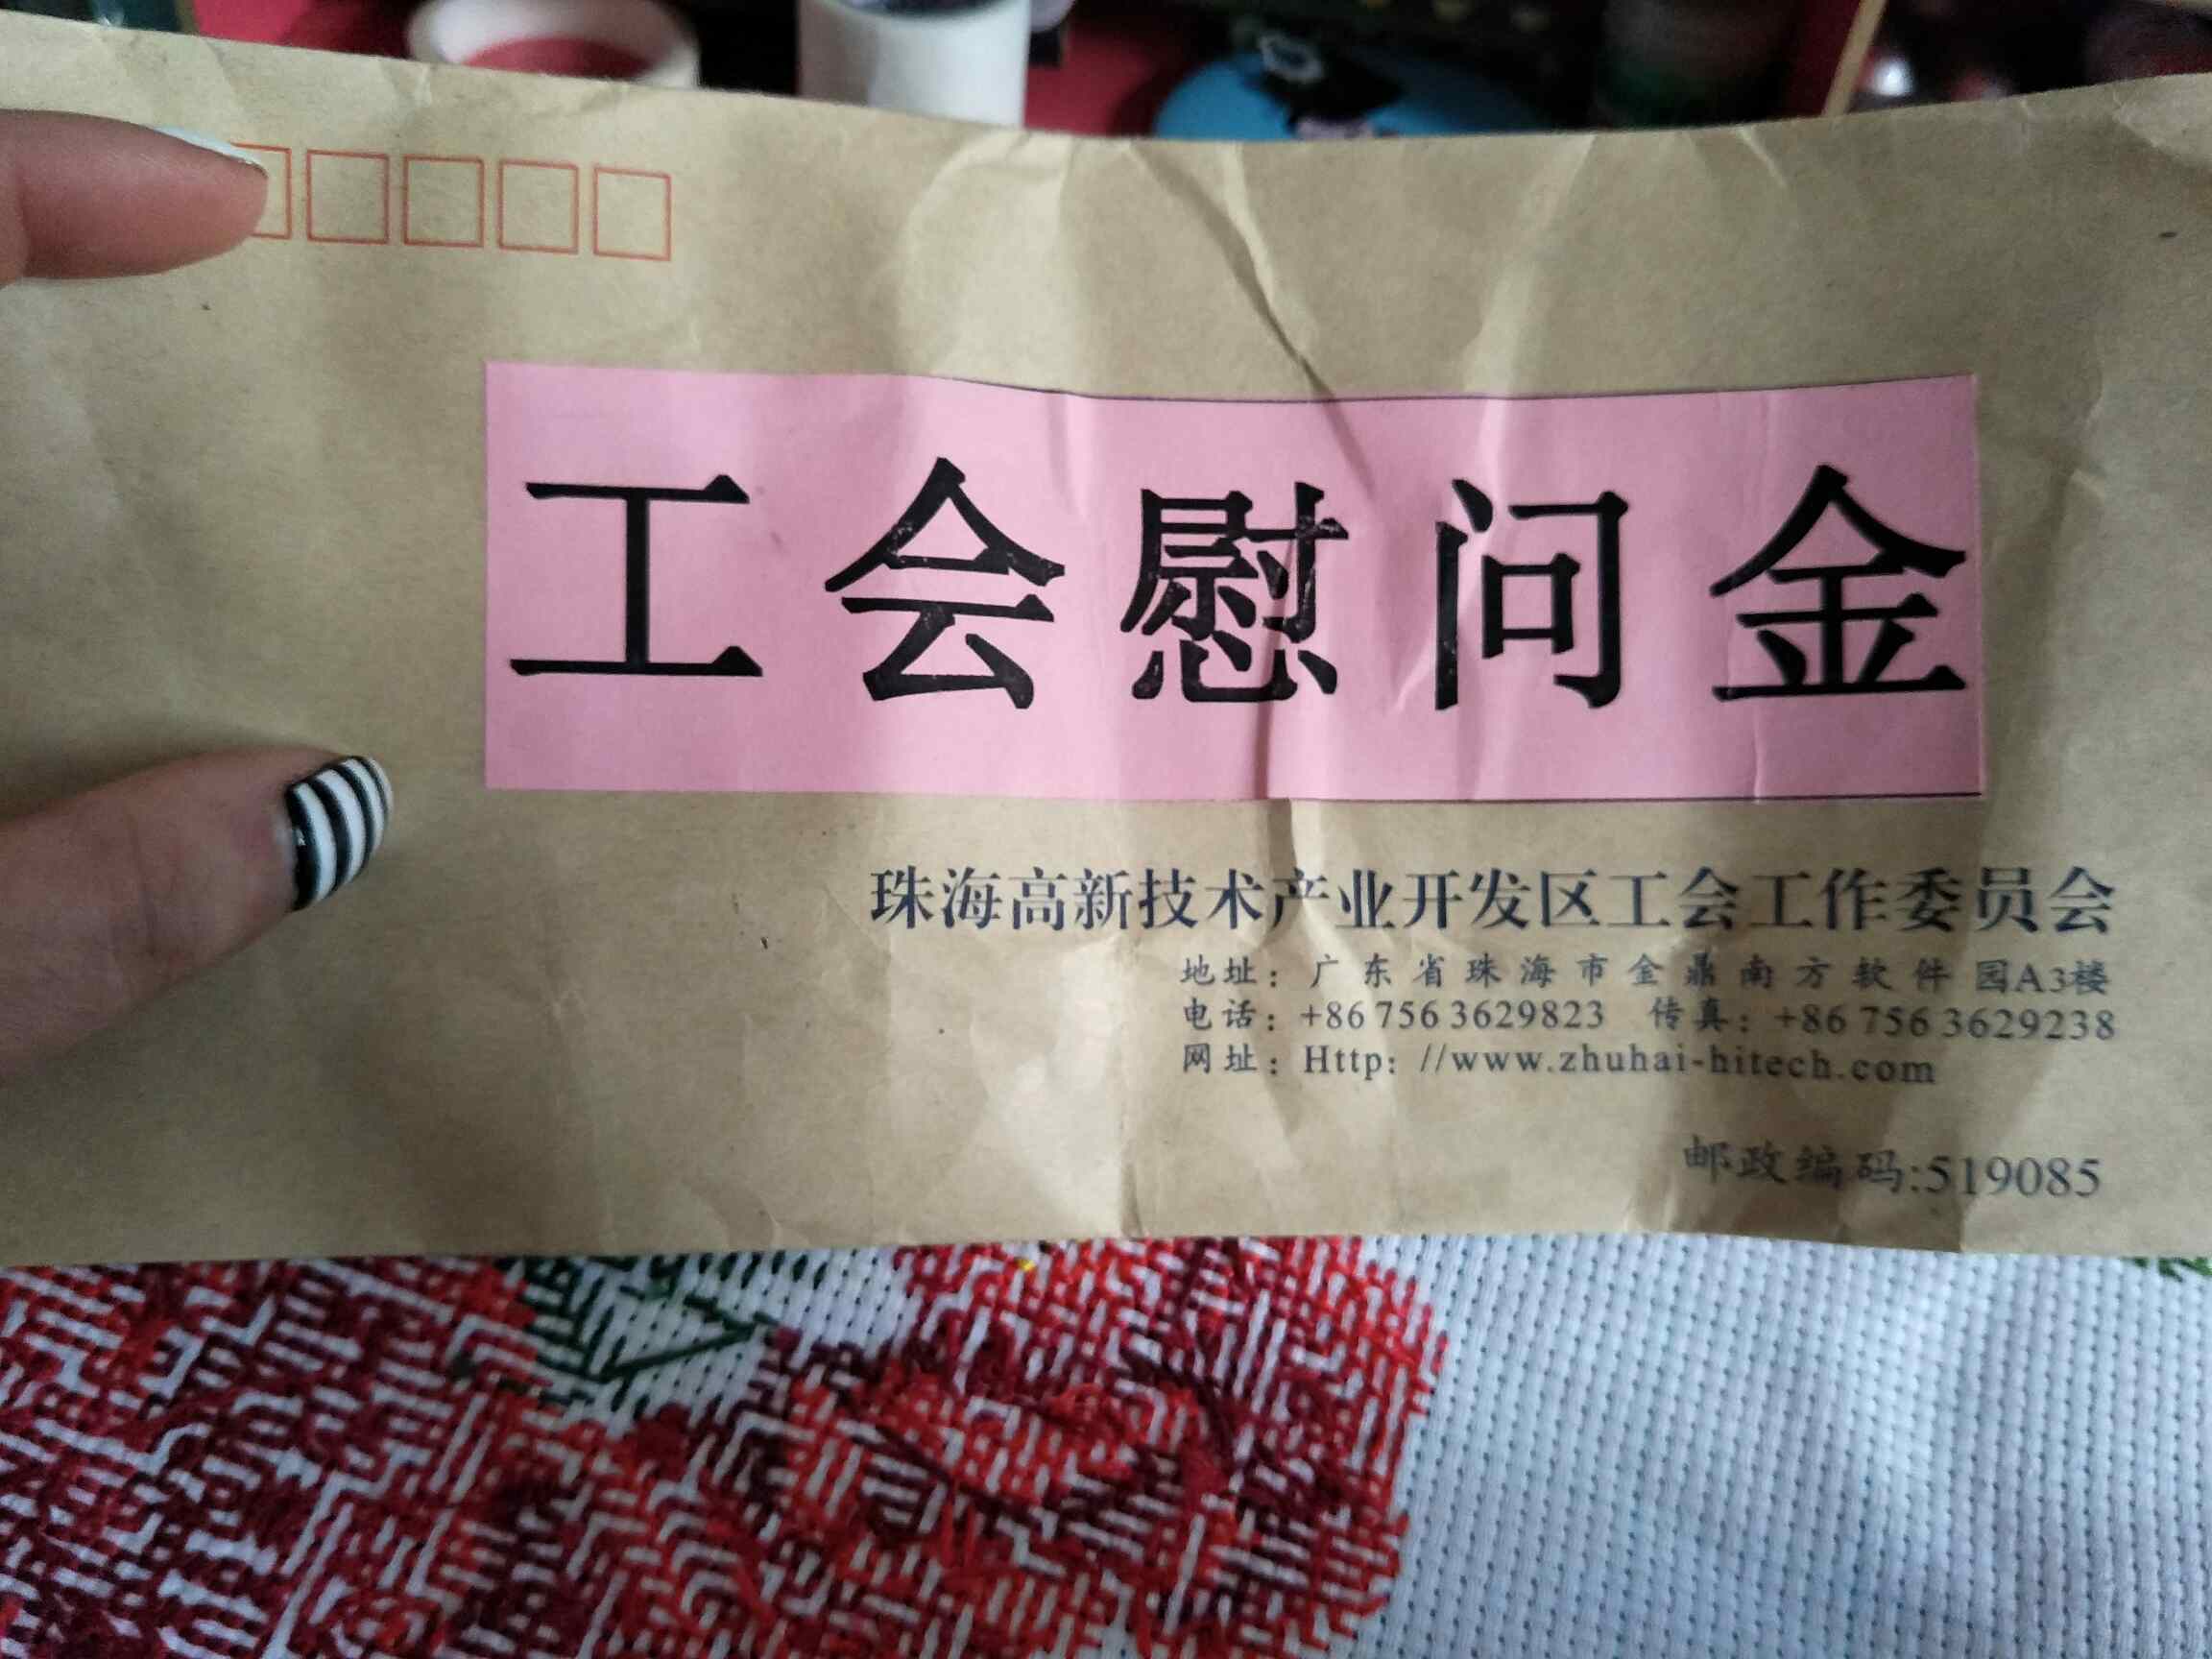 工会慰问金
珠海高新技术产业开发区工会工作委员会
地址：广东省珠海市金鼎南方软件园A3楼
电话：+86 756 3629823 传真：+86 756 3629238
网址：Http：//www.zhuhai-hitech.com
邮政编码:519085